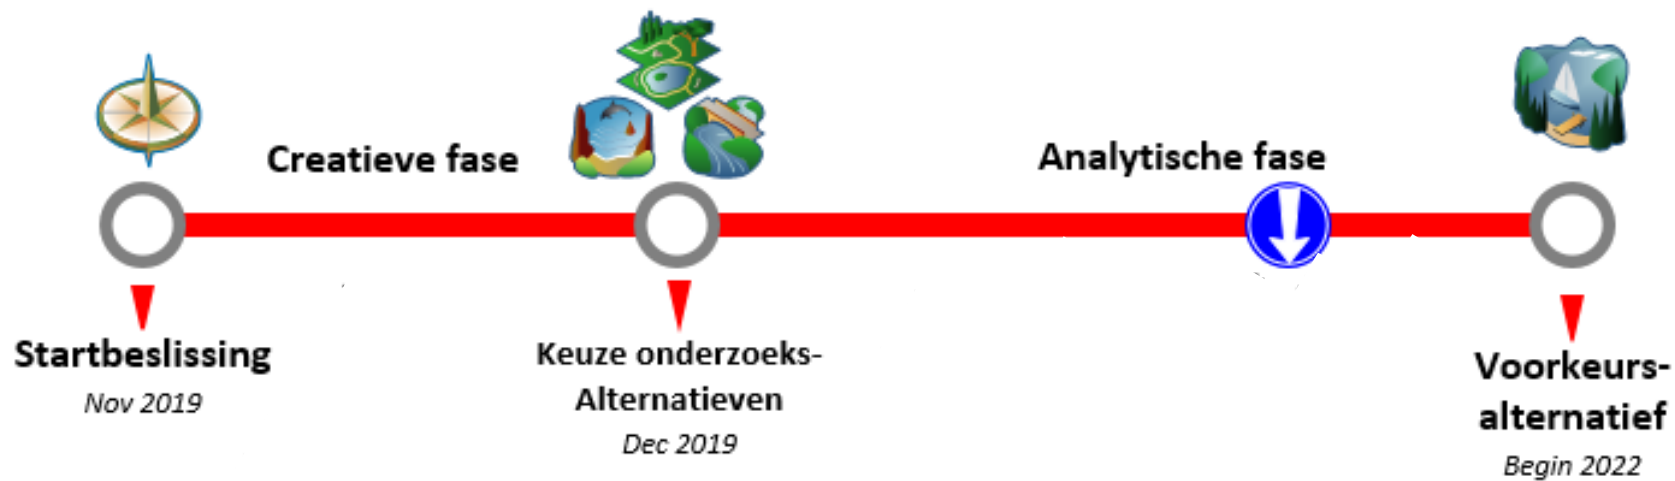 Creatieve fase
Analytische fase
Startbeslissing
Nov 2019
Keuze onderzoeks-
Alternatieven
Dec 2019
Voorkeurs-
alternatief
Begin 2022